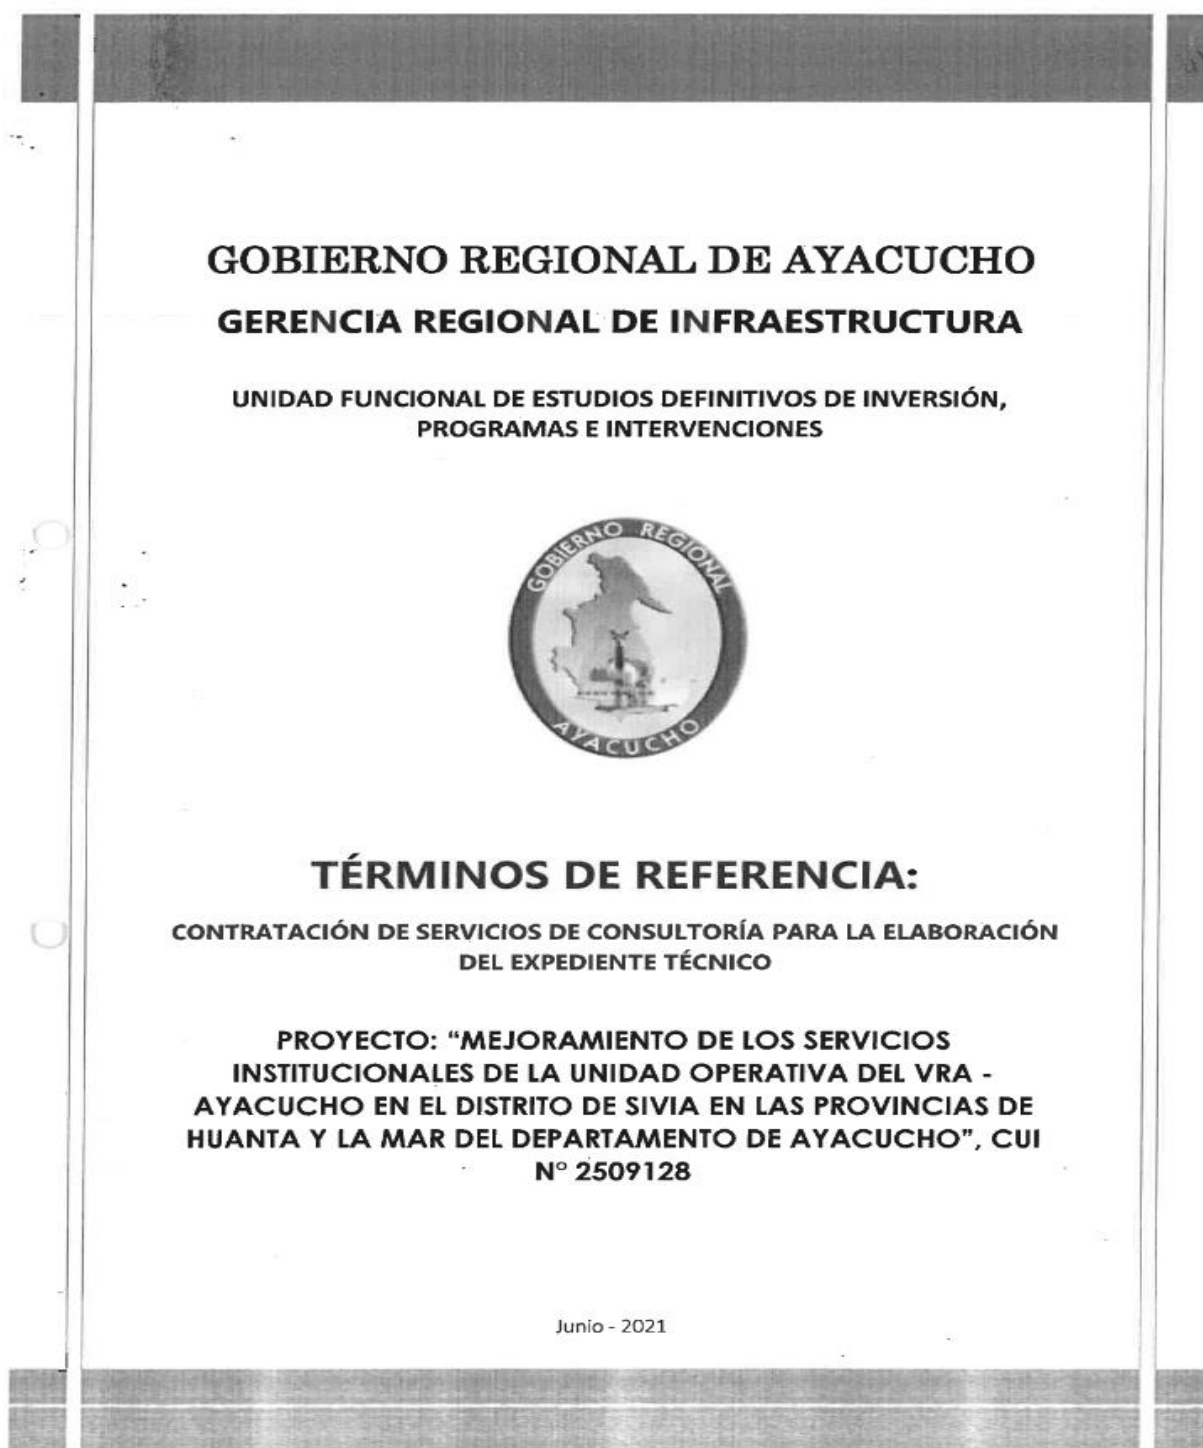 GOBIERNO REGIONAL DE AYACUCHO
GERENCIA REGIONAL DE INFRAESTRUCTURA
UNIDAD FUNCIONAL DE ESTUDIOS DEFINITIVOS DE INVERSIÓN,
PROGRAMAS E INTERVENCIONES
GOBIERNO REGIONAL
AYACUCHO
TÉRMINOS DE REFERENCIA:
CONTRATACIÓN DE SERVICIOS DE CONSULTORÍA PARA LA ELABORACIÓN
DEL EXPEDIENTE TÉCNICO
PROYECTO: “MEJORAMIENTO DE LOS SERVICIOS
INSTITUCIONALES DE LA UNIDAD OPERATIVA DEL VRA -
AYACUCHO EN EL DISTRITO DE SIVIA EN LAS PROVINCIAS DE
HUANTA Y LA MAR DEL DEPARTAMENTO DE AYACUCHO”, CUI
N° 2509128
Junio - 2021